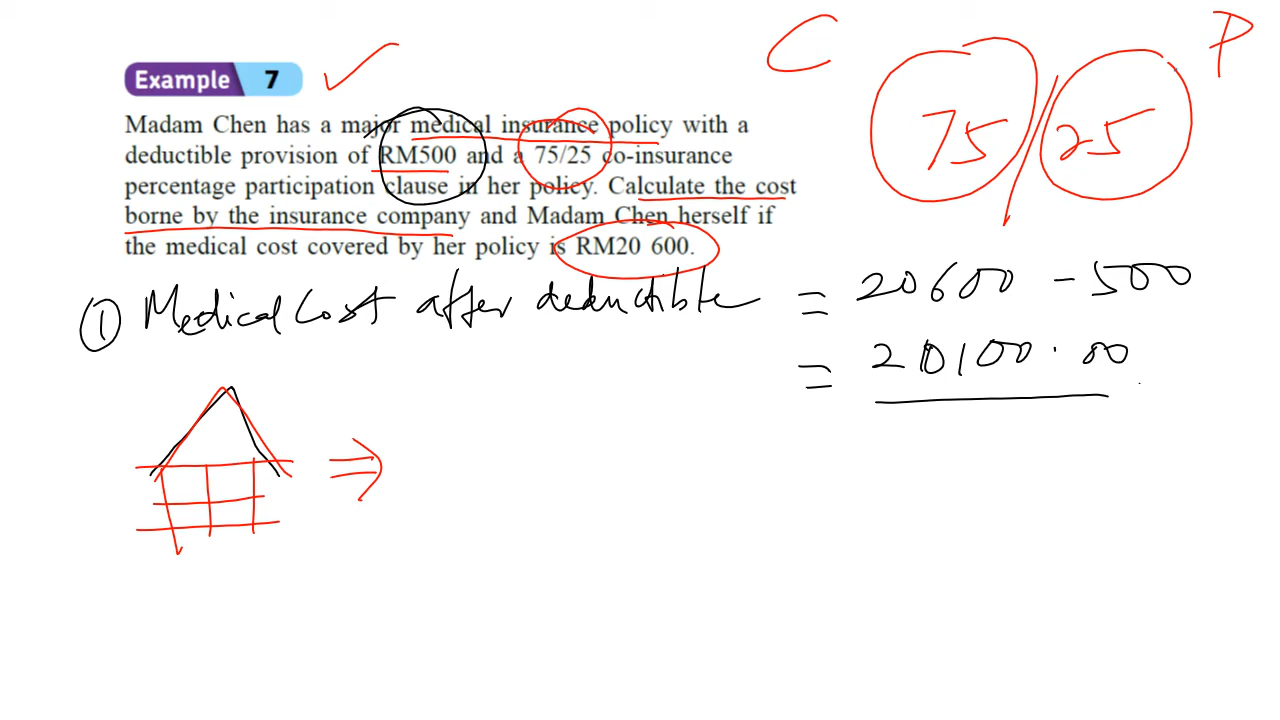 C 75/25 P
Example 7
Madam Chen has a major medical insurance policy with a
deductible provision of RM500 and a 75/25 co-insurance
percentage participation clause in her policy. Calculate the cost
borne by the insurance company and Madam Chen herself if
the medical cost covered by her policy is RM20 600.
① Medical Cost after deductible = 20600 - 500
= 20100.00